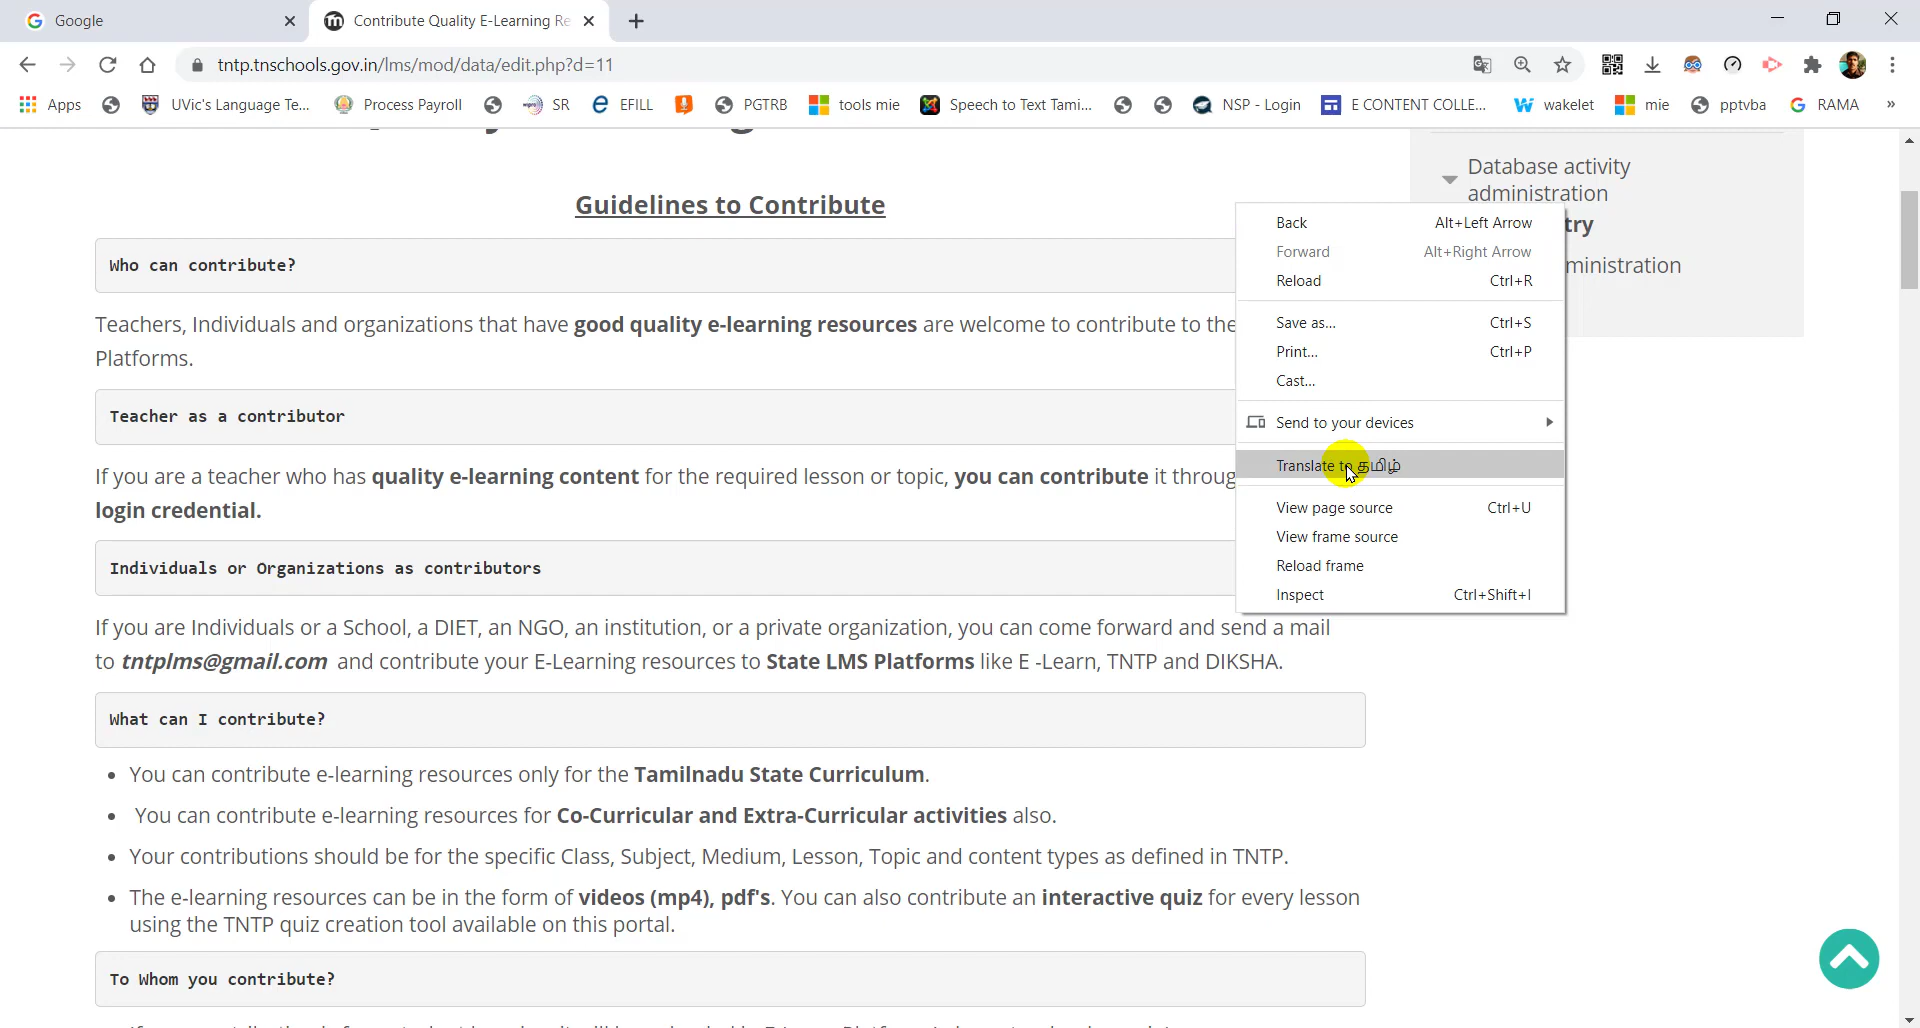 Google
Contribute Quality E-Learning Re
tntp.tnschools.gov.in/lms/mod/data/edit.php?d=11
Apps UVic's Language Te... Process Payroll SR EFILL PGTRB tools mie Speech to Text Tami... NSP - Login E CONTENT COLLE... wakelet mie pptvba RAMA »
Database activity
administration
try
ministration
Guidelines to Contribute
Who can contribute?
Teachers, Individuals and organizations that have good quality e-learning resources are welcome to contribute to the
Platforms.
Teacher as a contributor
If you are a teacher who has quality e-learning content for the required lesson or topic, you can contribute it throug
login credential.
Individuals or Organizations as contributors
If you are Individuals or a School, a DIET, an NGO, an institution, or a private organization, you can come forward and send a mail
to tntplms@gmail.com and contribute your E-Learning resources to State LMS Platforms like E -Learn, TNTP and DIKSHA.
What can I contribute?
• You can contribute e-learning resources only for the Tamilnadu State Curriculum.
• You can contribute e-learning resources for Co-Curricular and Extra-Curricular activities also.
• Your contributions should be for the specific Class, Subject, Medium, Lesson, Topic and content types as defined in TNTP.
• The e-learning resources can be in the form of videos (mp4), pdf's. You can also contribute an interactive quiz for every lesson
using the TNTP quiz creation tool available on this portal.
To Whom you contribute?
Back Alt+Left Arrow
Forward Alt+Right Arrow
Reload Ctrl+R
Save as... Ctrl+S
Print... Ctrl+P
Cast...
Send to your devices
Translate to தமிழ்
View page source Ctrl+U
View frame source
Reload frame
Inspect Ctrl+Shift+I